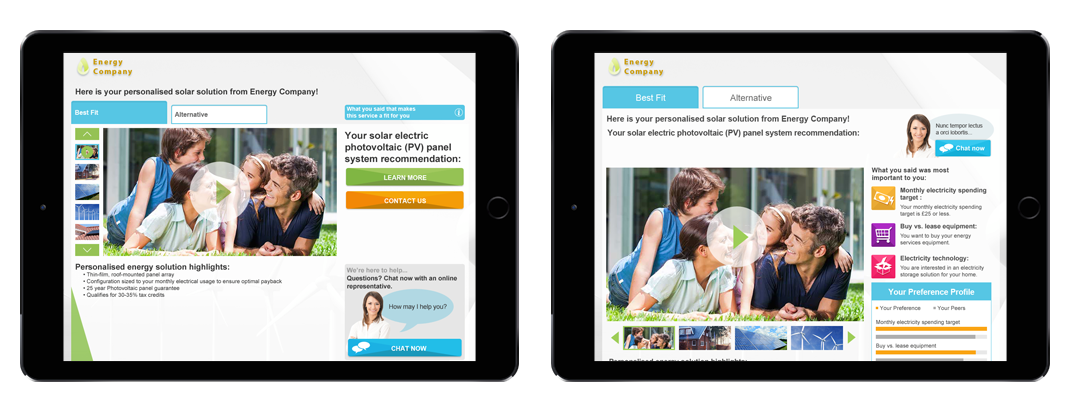 Energy
Company
Here is your personalised solar solution from Energy Company!
Best Fit
Alternative
What you said that makes
this service a fit for you
Your solar electric
photovoltaic (PV) panel
system recommendation:
LEARN MORE
CONTACT US
Personalised energy solution highlights:
• Thin-film, roof-mounted panel array
• Configuration sized to your monthly electrical usage to ensure optimal payback
• 25 year Photovoltaic panel guarantee
• Qualifies for 30-35% tax credits
We're here to help...
Questions? Chat now with an online
representative.
How may I help you?
CHAT NOW
Energy
Company
Best Fit
Alternative
Here is your personalised solar solution from Energy Company!
Your solar electric photovoltaic (PV) panel system recommendation:
Nunc tempor lectus
a orci lobortis...
Chat now
What you said was most
important to you:
Monthly electricity spending
target :
Your monthly electricity spending
target is £25 or less.
Buy vs. lease equipment:
You want to buy your energy
services equipment.
Electricity technology:
You are interested in an electricity
storage solution for your home.
Your Preference Profile
Your Preference
Your Peers
Monthly electricity spending target
Buy vs. lease equipment
Personalised energy solution highlights: